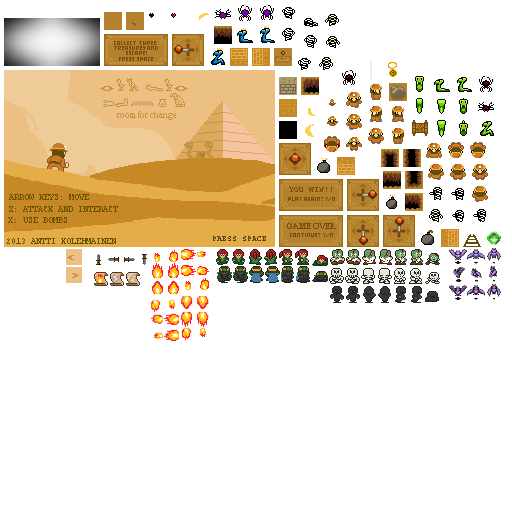 COLLECT THREE
TREASURES AND
ESCAPE!
PRESS SPACE
room for change
ARROW KEYS: MOVE
Z: ATTACK AND INTERACT
X: USE BOMBS
2013 ANTTI KOLEHMAINEN
PRESS SPACE
YOU WIN!!
PLAY AGAIN? Y/N
GAME OVER
CONTINUE? Y/N
<
>